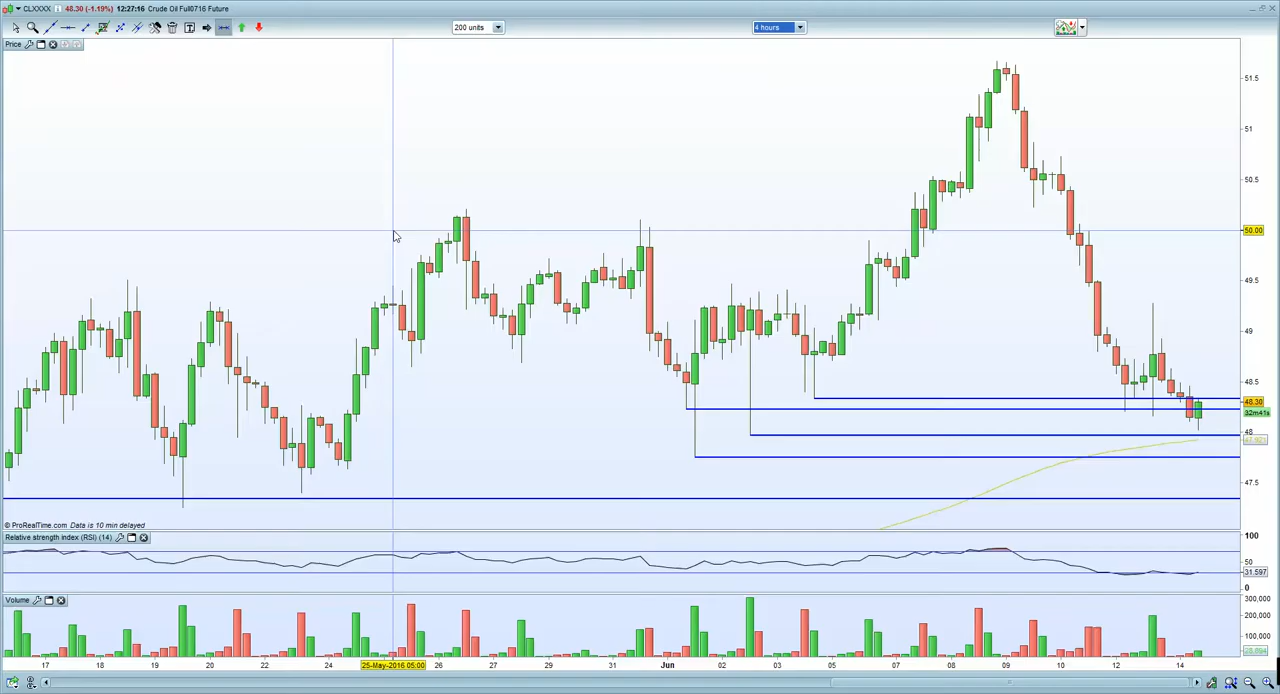 CLXXXX 48.30 (-1.19%) 12:27:16 Crude Oil Full0716 Future
200 units 4 hours
Price
51.5
51
50.5
50.00
49.5
49
48.5
48.30
32m41s
48
47.5
© ProRealTime.com Data is 10 min delayed
Relative strength index (RSI) (14)
100
50
31.597
0
Volume
300,000
200,000
100,000
17 18 19 20 22 24 25-May-2016 05:00 26 27 29 31 Jun 02 03 05 07 08 09 10 12 14